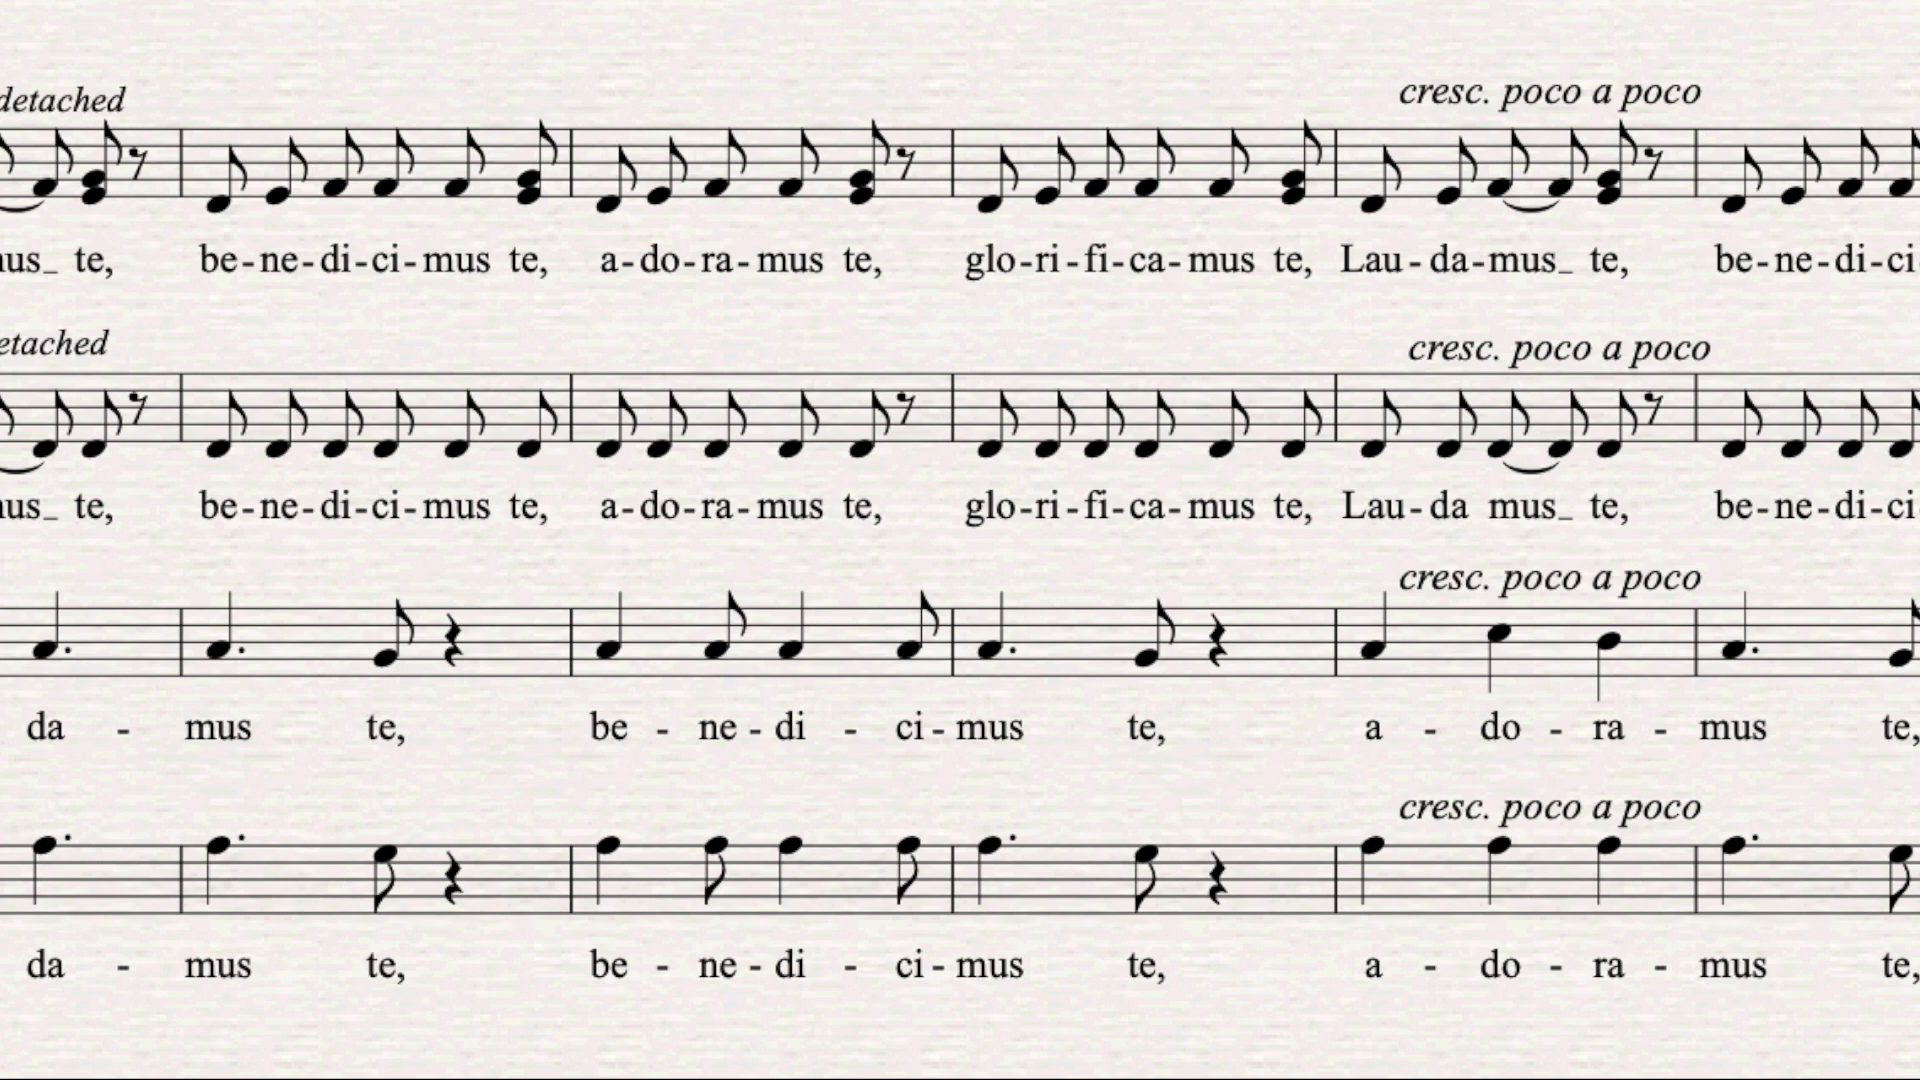 detached
cresc. poco a poco
te, be-ne-di-ci-mus te, a-do-ra-mus te, glo-ri-fi-ca-mus te, Lau-da-mus_ te, be-ne-di-ci-
cresc. poco a poco
te, be-ne-di-ci-mus te, a-do-ra-mus te, glo-ri-fi-ca-mus te, Lau-da mus_ te, be-ne-di-ci-
cresc. poco a poco
da - mus te, be - ne - di - ci - mus te, a - do - ra - mus te,
cresc. poco a poco
da - mus te, be - ne - di - ci - mus te, a - do - ra - mus te,